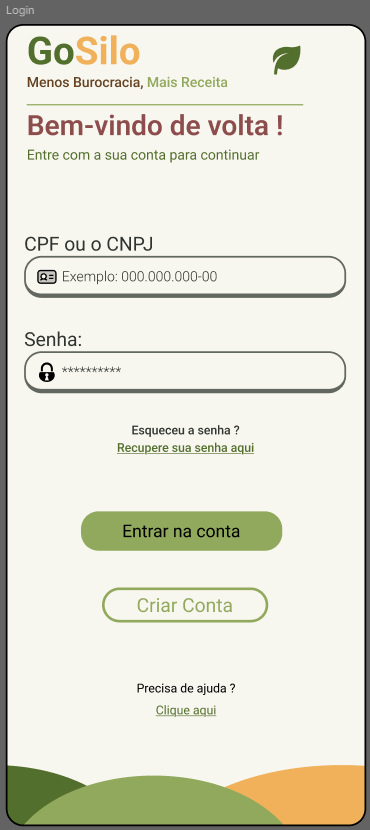 Login
GoSilo
Menos Burocracia, Mais Receita
Bem-vindo de volta !
Entre com a sua conta para continuar
CPF ou o CNPJ
Exemplo: 000.000.000-00
Senha:
**********
Esqueceu a senha ?
Recupere sua senha aqui
Entrar na conta
Criar Conta
Precisa de ajuda ?
Clique aqui